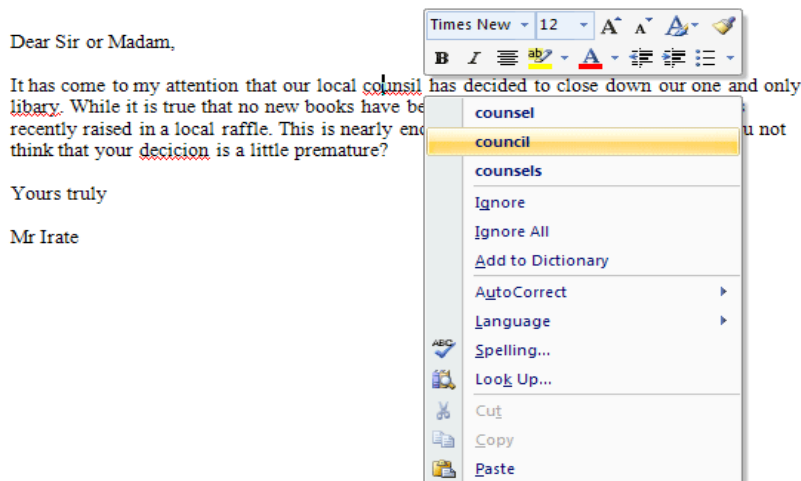 Times New 12 A A A
B I ab A
Dear Sir or Madam,
It has come to my attention that our local counsil has decided to close down our one and only
libary. While it is true that no new books have
recently raised in a local raffle. This is nearly not
think that your decicion is a little premature?
Yours truly
Mr Irate
counsel
council
counsels
Ignore
Ignore All
Add to Dictionary
AutoCorrect
Language
ABC Spelling...
Look Up...
Cut
Copy
Paste